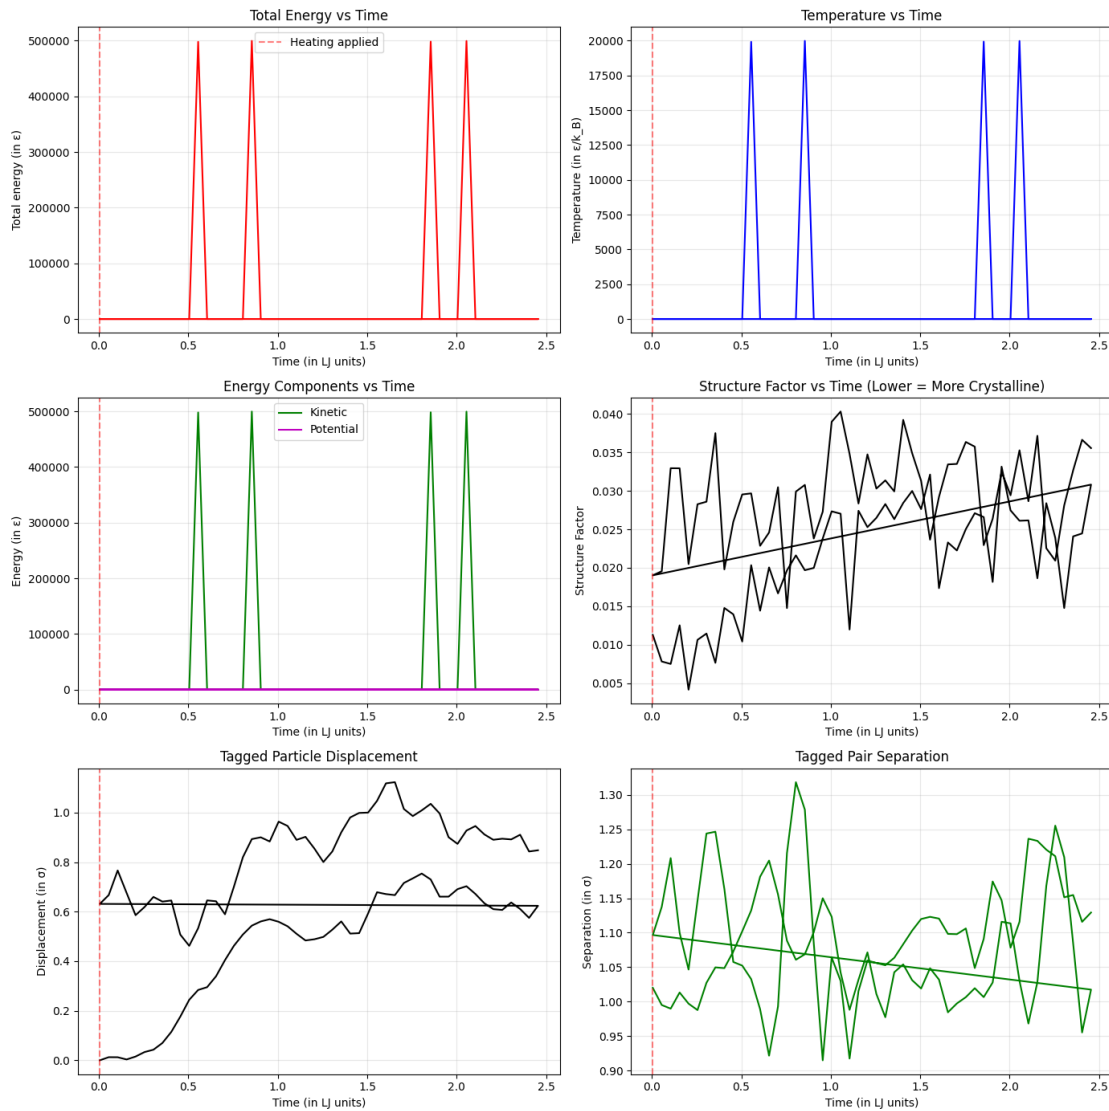 Total Energy vs Time
Total energy (in ε)
500000
400000
300000
200000
100000
0
Heating applied
0.0 0.5 1.0 1.5 2.0 2.5
Time (in LJ units)
Temperature vs Time
Temperature (in ε/k_B)
20000
17500
15000
12500
10000
7500
5000
2500
0
0.0 0.5 1.0 1.5 2.0 2.5
Time (in LJ units)
Energy Components vs Time
Energy (in ε)
500000
400000
300000
200000
100000
0
Kinetic
Potential
0.0 0.5 1.0 1.5 2.0 2.5
Time (in LJ units)
Structure Factor vs Time (Lower = More Crystalline)
Structure Factor
0.040
0.035
0.030
0.025
0.020
0.015
0.010
0.005
0.0 0.5 1.0 1.5 2.0 2.5
Time (in LJ units)
Tagged Particle Displacement
Displacement (in σ)
1.0
0.8
0.6
0.4
0.2
0.0
0.0 0.5 1.0 1.5 2.0 2.5
Time (in LJ units)
Tagged Pair Separation
Separation (in σ)
1.30
1.25
1.20
1.15
1.10
1.05
1.00
0.95
0.90
0.0 0.5 1.0 1.5 2.0 2.5
Time (in LJ units)